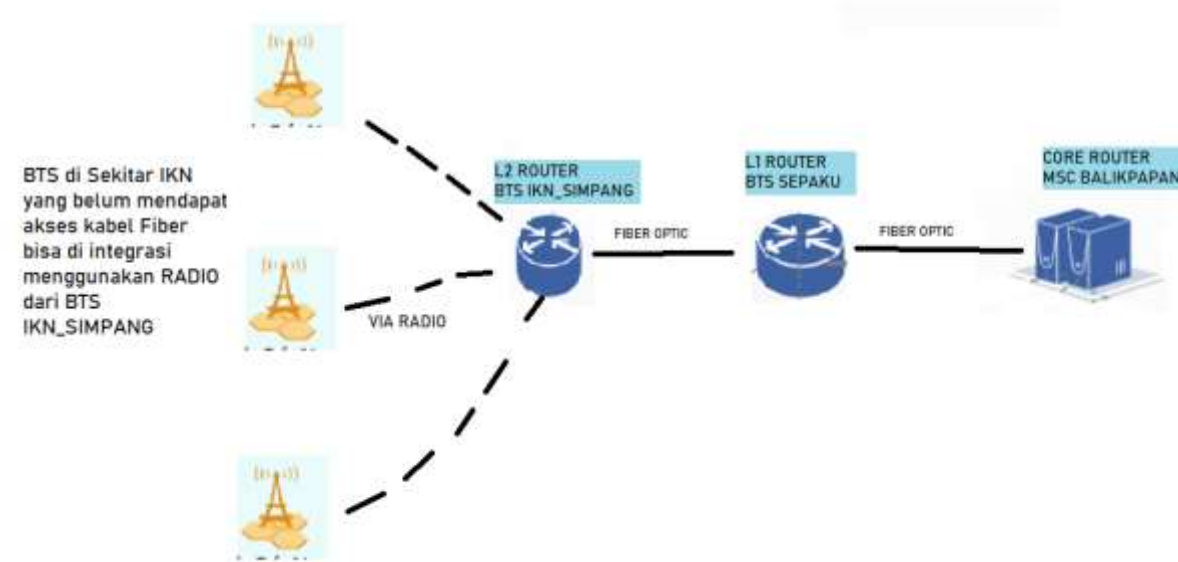 BTS di Sekitar IKN
yang belum mendapat
akses kabel Fiber
bisa di integrasi
menggunakan RADIO
dari BTS
IKN_SIMPANG
VIA RADIO
L2 ROUTER
BTS IKN_SIMPANG
FIBER OPTIC
L1 ROUTER
BTS SEPAKU
FIBER OPTIC
CORE ROUTER
MSC BALIKPAPAN